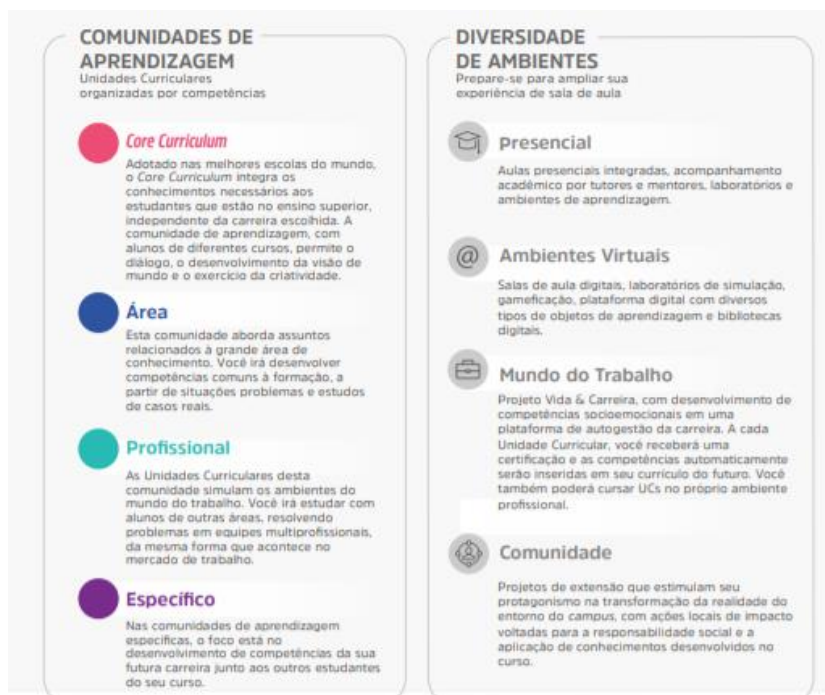 COMUNIDADES DE
APRENDIZAGEM
Unidades Curriculares
organizadas por competências
Core Curriculum
Adotado nas melhores escolas do mundo,
o Core Curriculum integra os
conhecimentos necessários aos
estudantes que estão no ensino superior,
independente da carreira escolhida. A
comunidade de aprendizagem, com
alunos de diferentes cursos, permite o
diálogo, o desenvolvimento da visão de
mundo e o exercício da criatividade.
Área
Esta comunidade aborda assuntos
relacionados à grande área de
conhecimento. Você irá desenvolver
competências comuns à formação, a
partir de situações problemas e estudos
de casos reais.
Profissional
As Unidades Curriculares desta
comunidade simulam os ambientes do
mundo do trabalho. Você irá estudar com
alunos de outras áreas, resolvendo
problemas em equipes multiprofissionais,
da mesma forma que acontece no
mercado de trabalho.
Específico
Nas comunidades de aprendizagem
específicas, o foco está no
desenvolvimento de competências da sua
futura carreira junto aos outros estudantes
do seu curso.
DIVERSIDADE
DE AMBIENTES
Prepare-se para ampliar sua
experiência de sala de aula
Presencial
Aulas presenciais integradas, acompanhamento
acadêmico por tutores e mentores, laboratórios e
ambientes de aprendizagem.
@ Ambientes Virtuais
Salas de aula digitais, laboratórios de simulação,
gameficação, plataforma digital com diversos
tipos de objetos de aprendizagem e bibliotecas
digitais.
Mundo do Trabalho
Projeto Vida & Carreira, com desenvolvimento de
competências socioemocionais em uma
plataforma de autogestão da carreira. A cada
Unidade Curricular, você receberá uma
certificação e as competências automaticamente
serão inseridas em seu currículo do futuro. Você
também poderá cursar UCs no próprio ambiente
profissional.
Comunidade
Projetos de extensão que estimulam seu
protagonismo na transformação da realidade do
entorno do campus, com ações locais de impacto
voltadas para a responsabilidade social e a
aplicação de conhecimentos desenvolvidos no
curso.